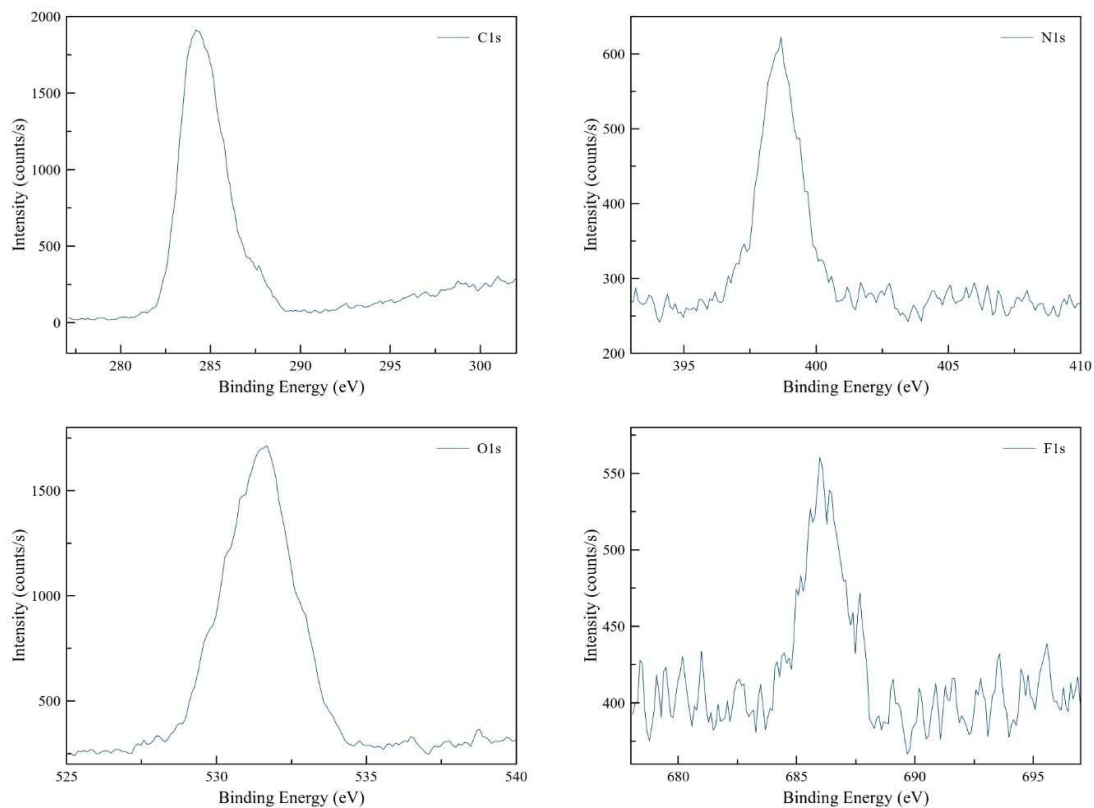 2000
1500
1000
500
0
280
285
290
295
300
Binding Energy (eV)
Intensity (counts/s)
C1s
600
500
400
300
200
395
400
405
410
Binding Energy (eV)
Intensity (counts/s)
N1s
1500
1000
500
525
530
535
540
Binding Energy (eV)
Intensity (counts/s)
O1s
550
500
450
400
680
685
690
695
Binding Energy (eV)
Intensity (counts/s)
F1s